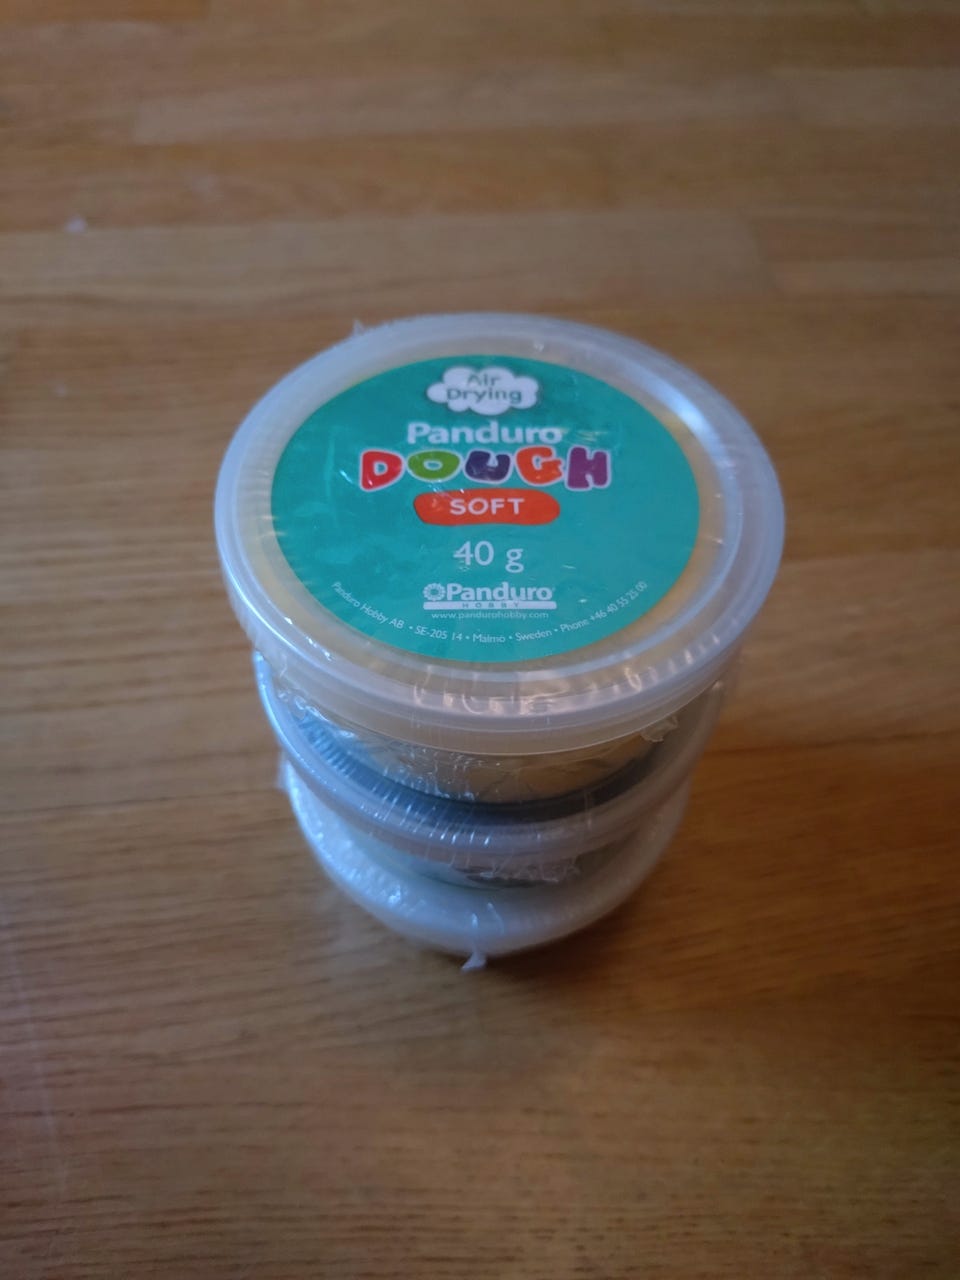 Air
Drying
Panduro
DOUGH
SOFT
40 g
Panduro
HOBBY
www.pandurohobby.com
Panduro Hobby AB • SE-205 14 • Malmö • Sweden • Phone +46 40 55 25 00